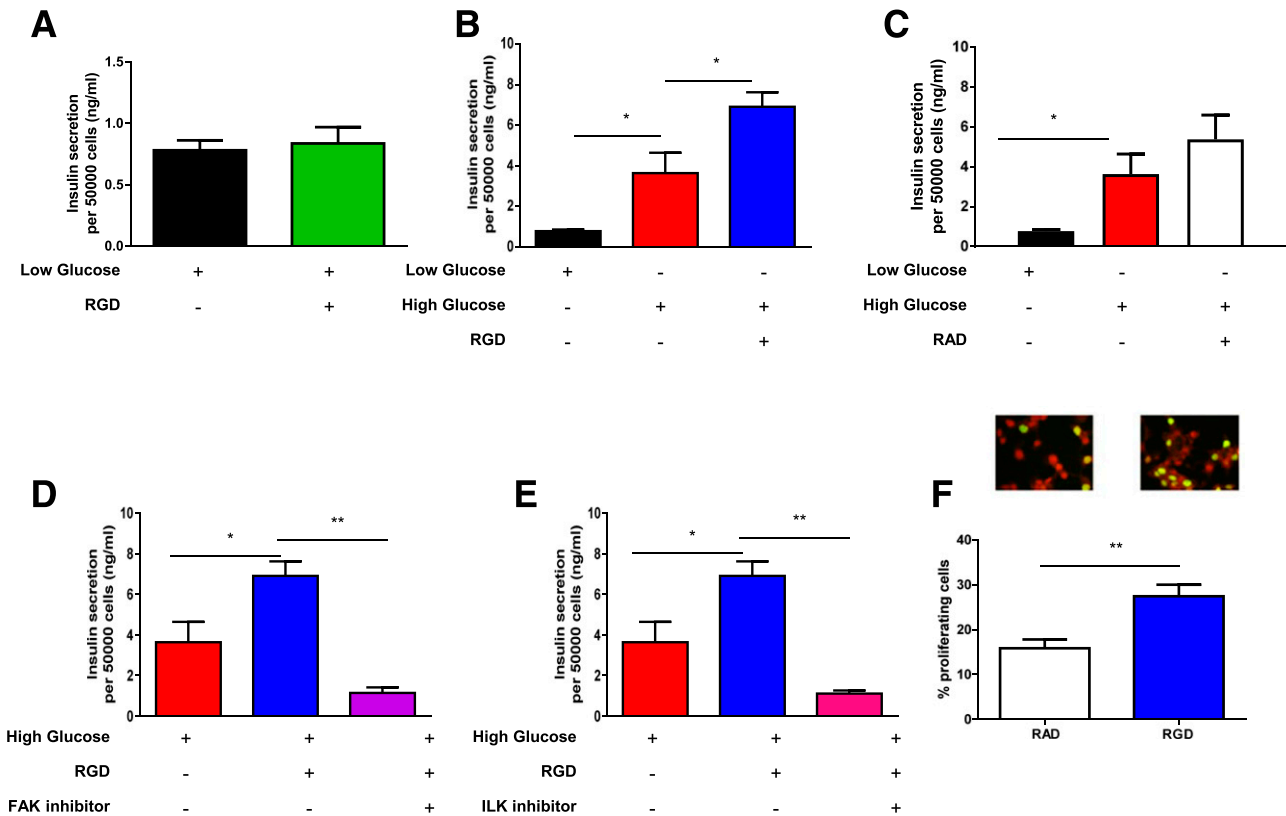 A
Insulin secretion
per 50000 cells (ng/ml)
1.5
1.0
0.5
0.0
Low Glucose + +
RGD - +
B
Insulin secretion
per 50000 cells (ng/ml)
10
8
6
4
2
0
*
*
Low Glucose + - -
High Glucose - + +
RGD - - +
C
Insulin secretion
per 50000 cells (ng/ml)
10
8
6
4
2
0
*
Low Glucose + - -
High Glucose - + +
RAD - - +
D
Insulin secretion
per 50000 cells (ng/ml)
10
8
6
4
2
0
*
**
High Glucose + + +
RGD - + +
FAK inhibitor - - +
E
Insulin secretion
per 50000 cells (ng/ml)
10
8
6
4
2
0
*
**
High Glucose + + +
RGD - + +
ILK inhibitor - - +
F
% proliferating cells
40
30
20
10
0
**
RAD RGD